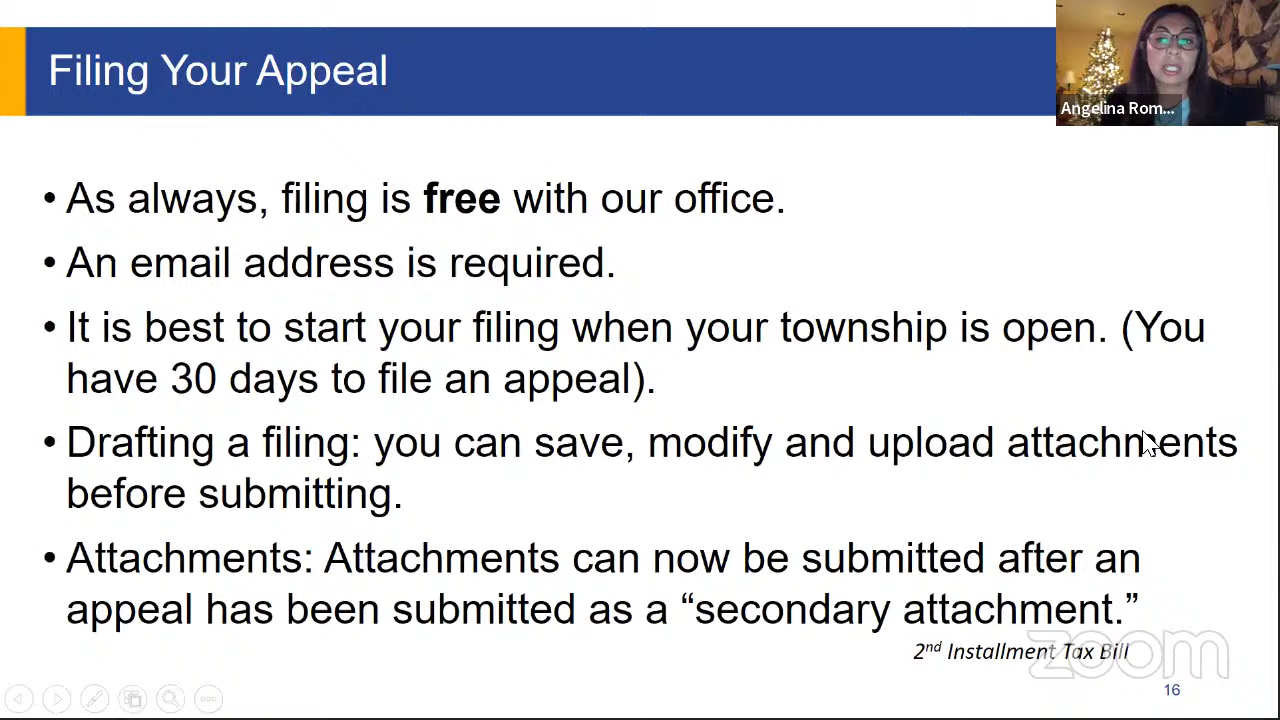 Filing Your Appeal
Angelina Rom...
• As always, filing is free with our office.
• An email address is required.
• It is best to start your filing when your township is open. (You
have 30 days to file an appeal).
• Drafting a filing: you can save, modify and upload attachments
before submitting.
• Attachments: Attachments can now be submitted after an
appeal has been submitted as a “secondary attachment.”
2nd Installment Tax Bill
zoom
16